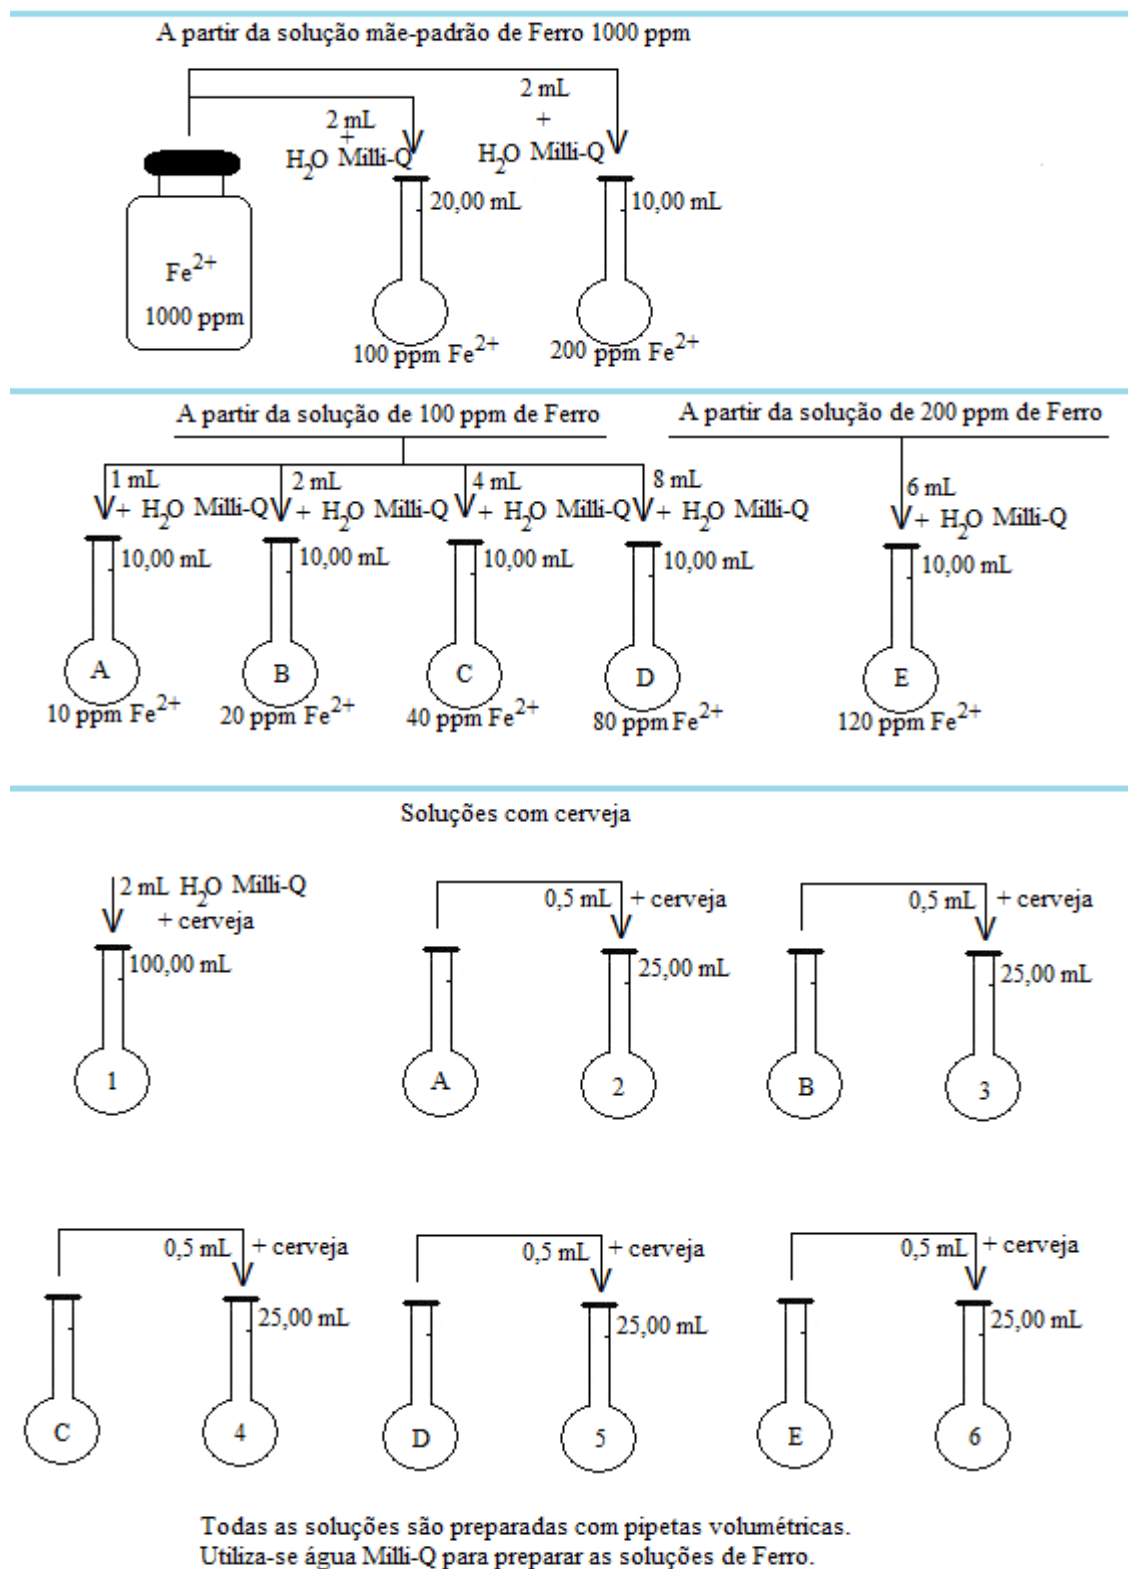 A partir da solução mãe-padrão de Ferro 1000 ppm
2 mL
+
H2O Milli-Q
2 mL
+
H2O Milli-Q
20,00 mL
10,00 mL
Fe2+
1000 ppm
100 ppm Fe2+
200 ppm Fe2+
A partir da solução de 100 ppm de Ferro
A partir da solução de 200 ppm de Ferro
1 mL
+ H2O Milli-Q
2 mL
+ H2O Milli-Q
4 mL
+ H2O Milli-Q
8 mL
+ H2O Milli-Q
6 mL
+ H2O Milli-Q
10,00 mL
10,00 mL
10,00 mL
10,00 mL
10,00 mL
A
B
C
D
E
10 ppm Fe2+
20 ppm Fe2+
40 ppm Fe2+
80 ppm Fe2+
120 ppm Fe2+
Soluções com cerveja
2 mL H2O Milli-Q
+ cerveja
100,00 mL
1
0,5 mL + cerveja
25,00 mL
A
2
0,5 mL + cerveja
25,00 mL
B
3
0,5 mL + cerveja
25,00 mL
C
4
0,5 mL + cerveja
25,00 mL
D
5
0,5 mL + cerveja
25,00 mL
E
6
Todas as soluções são preparadas com pipetas volumétricas.
Utiliza-se água Milli-Q para preparar as soluções de Ferro.